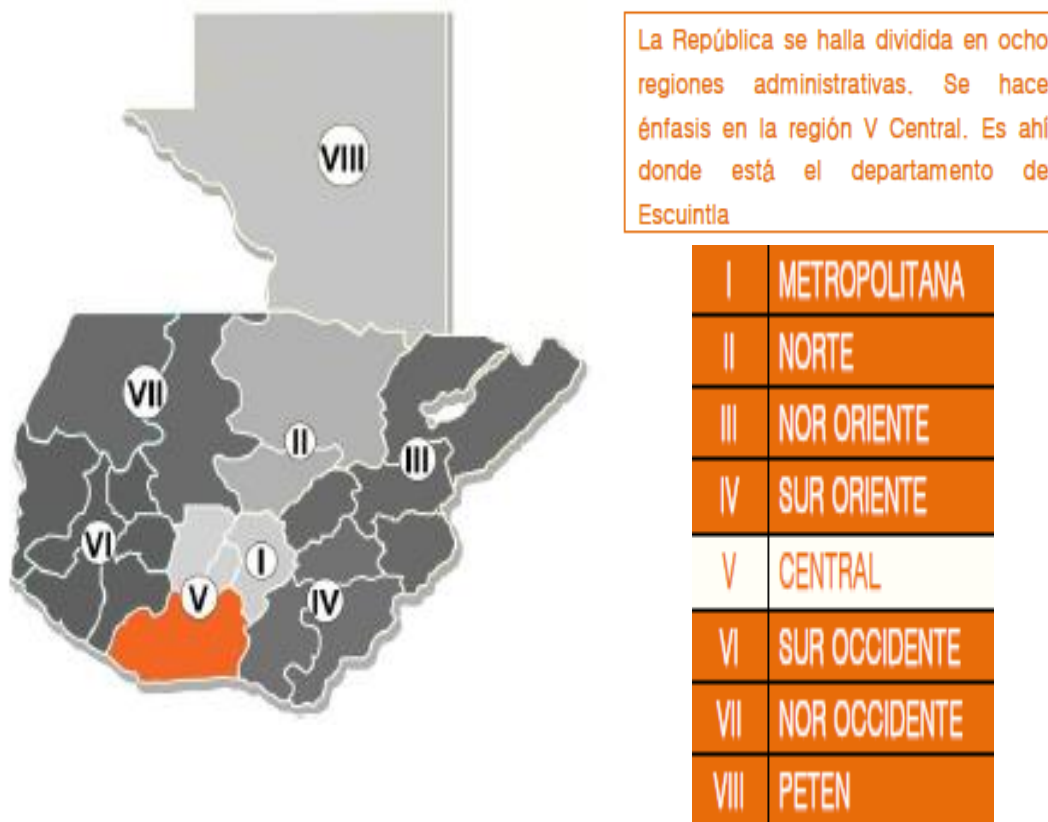 La República se halla dividida en ocho
regiones administrativas. Se hace
énfasis en la región V Central. Es ahí
donde está el departamento de
Escuintla
VIII
VII
II
III
VI
I
V
IV
I METROPOLITANA
II NORTE
III NOR ORIENTE
IV SUR ORIENTE
V CENTRAL
VI SUR OCCIDENTE
VII NOR OCCIDENTE
VIII PETEN